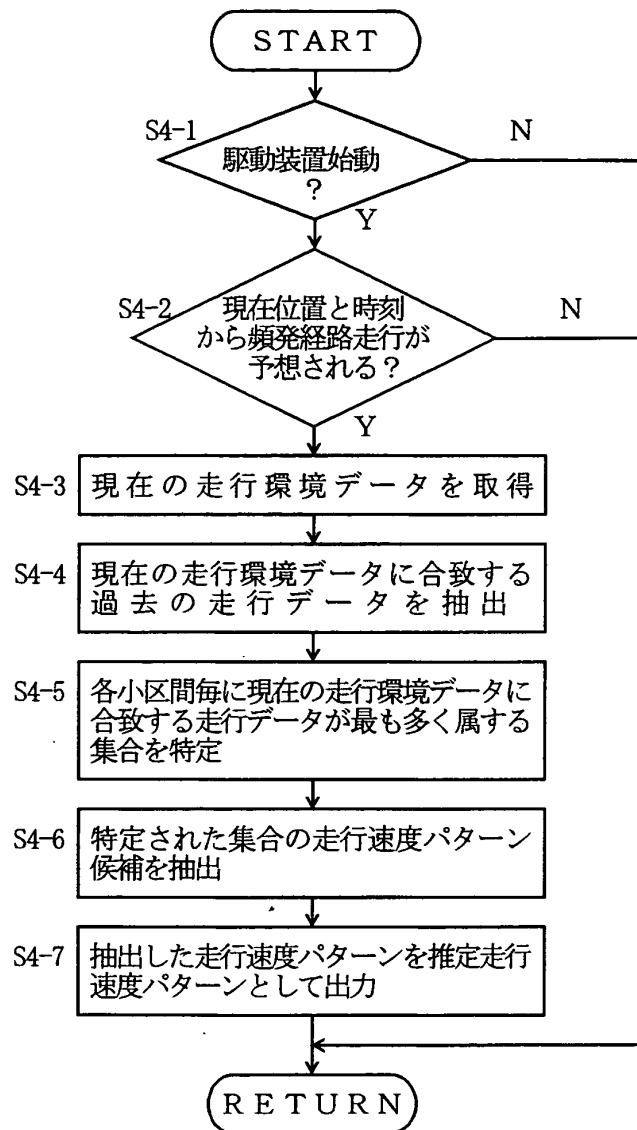 START
S4-1
N
駆動装置始動
?
Y
S4-2
現在位置と時刻
N
から頻発経路走行が
予想される?
Y
S4-3
現在の走行環境データを取得
S4-4
現在の走行環境データに合致する
過去の走行データを抽出
S4-5
各小区間毎に現在の走行環境データに
合致する走行データが最も多く属する
集合を特定
S4-6
特定された集合の走行速度パターン
候補を抽出
S4-7
抽出した走行速度パターンを推定走行
速度パターンとして出力
RETURN